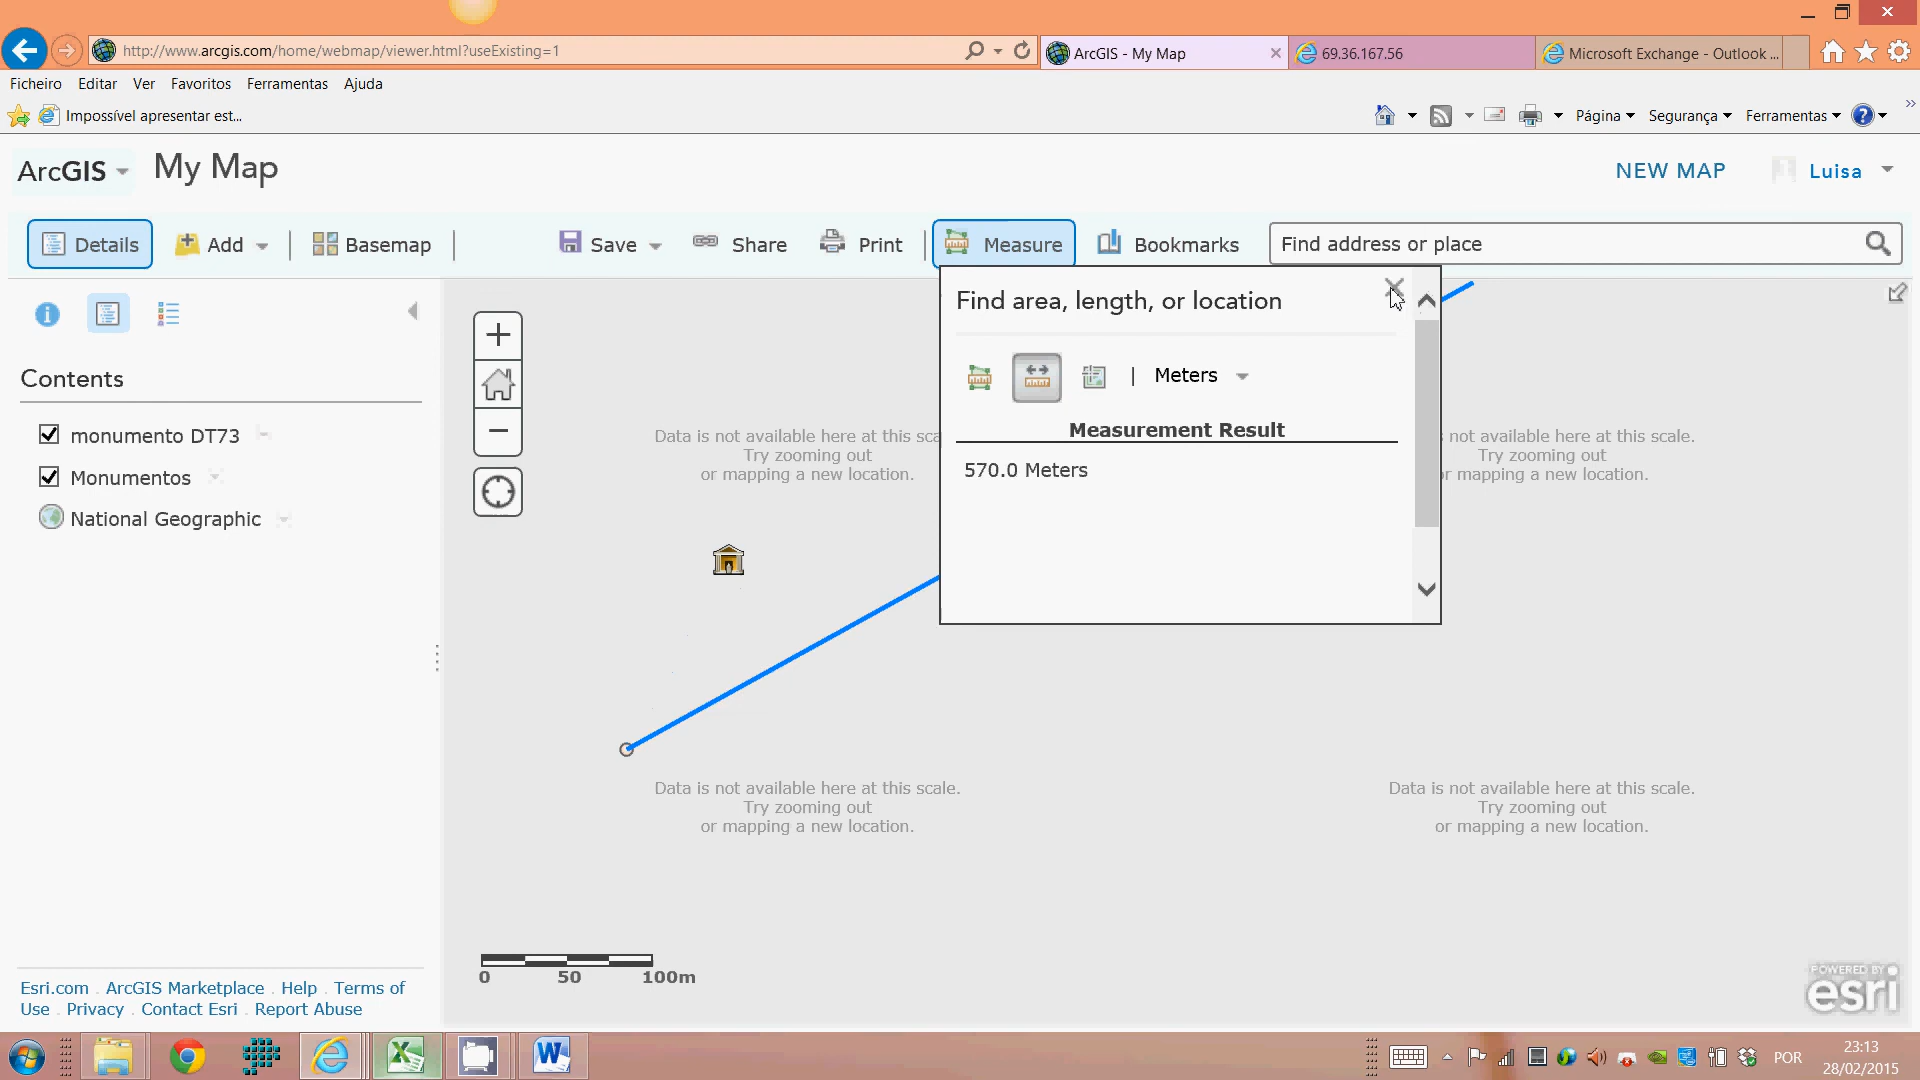 http://www.arcgis.com/home/webmap/viewer.html?useExisting=1
ArcGIS - My Map
69.36.167.56
Microsoft Exchange - Outlook ...
Ficheiro Editar Ver Favoritos Ferramentas Ajuda
Impossível apresentar est...
Página Segurança Ferramentas
ArcGIS My Map
NEW MAP Luisa
Details Add Basemap Save Share Print Measure Bookmarks Find address or place
Find area, length, or location
Meters
Measurement Result
570.0 Meters
Contents
monumento DT73
Monumentos
National Geographic
Data is not available here at this sca
Try zooming out
or mapping a new location.
not available here at this scale.
Try zooming out
r mapping a new location.
Data is not available here at this scale.
Try zooming out
or mapping a new location.
Data is not available here at this scale.
Try zooming out
or mapping a new location.
0 50 100m
POWERED BY
esri
Esri.com . ArcGIS Marketplace . Help . Terms of
Use . Privacy . Contact Esri . Report Abuse
POR
23:13
28/02/2015